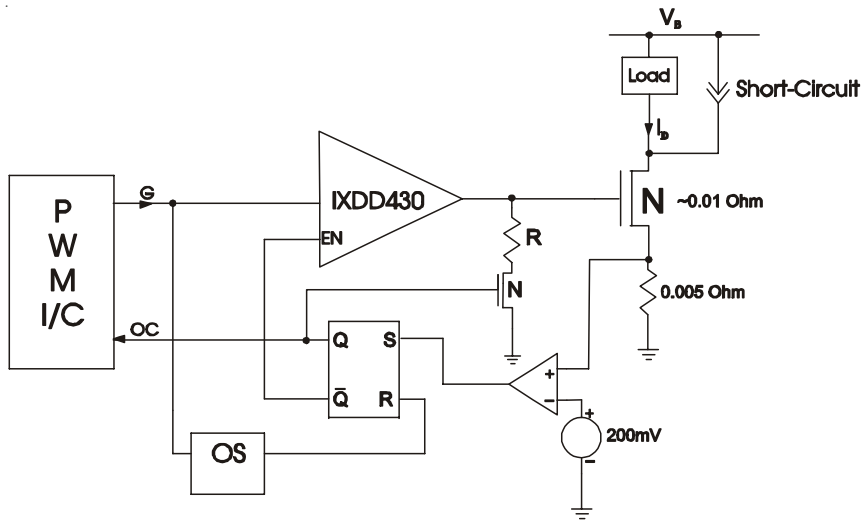 V_B
Load
Short-Circuit
I_D
G
IXDD430
P
W
M
I/C
N
~0.01 Ohm
EN
R
N
0.005 Ohm
OC
Q
S
+
Q̅
R
−
+
200mV
−
OS